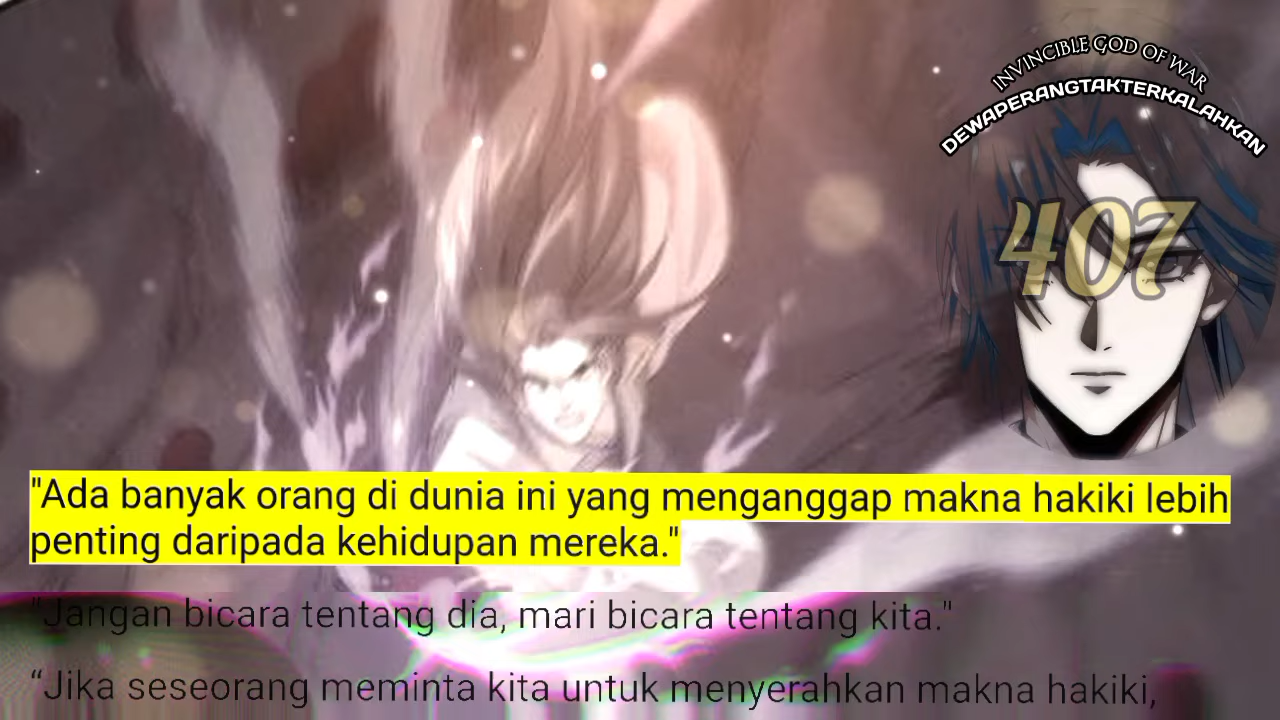 INVINCIBLE GOD OF WAR
DEWAPERANGTAKTERKALAHKAN
407
"Ada banyak orang di dunia ini yang menganggap makna hakiki lebih
penting daripada kehidupan mereka."
"Jangan bicara tentang dia, mari bicara tentang kita."
“Jika seseorang meminta kita untuk menyerahkan makna hakiki,